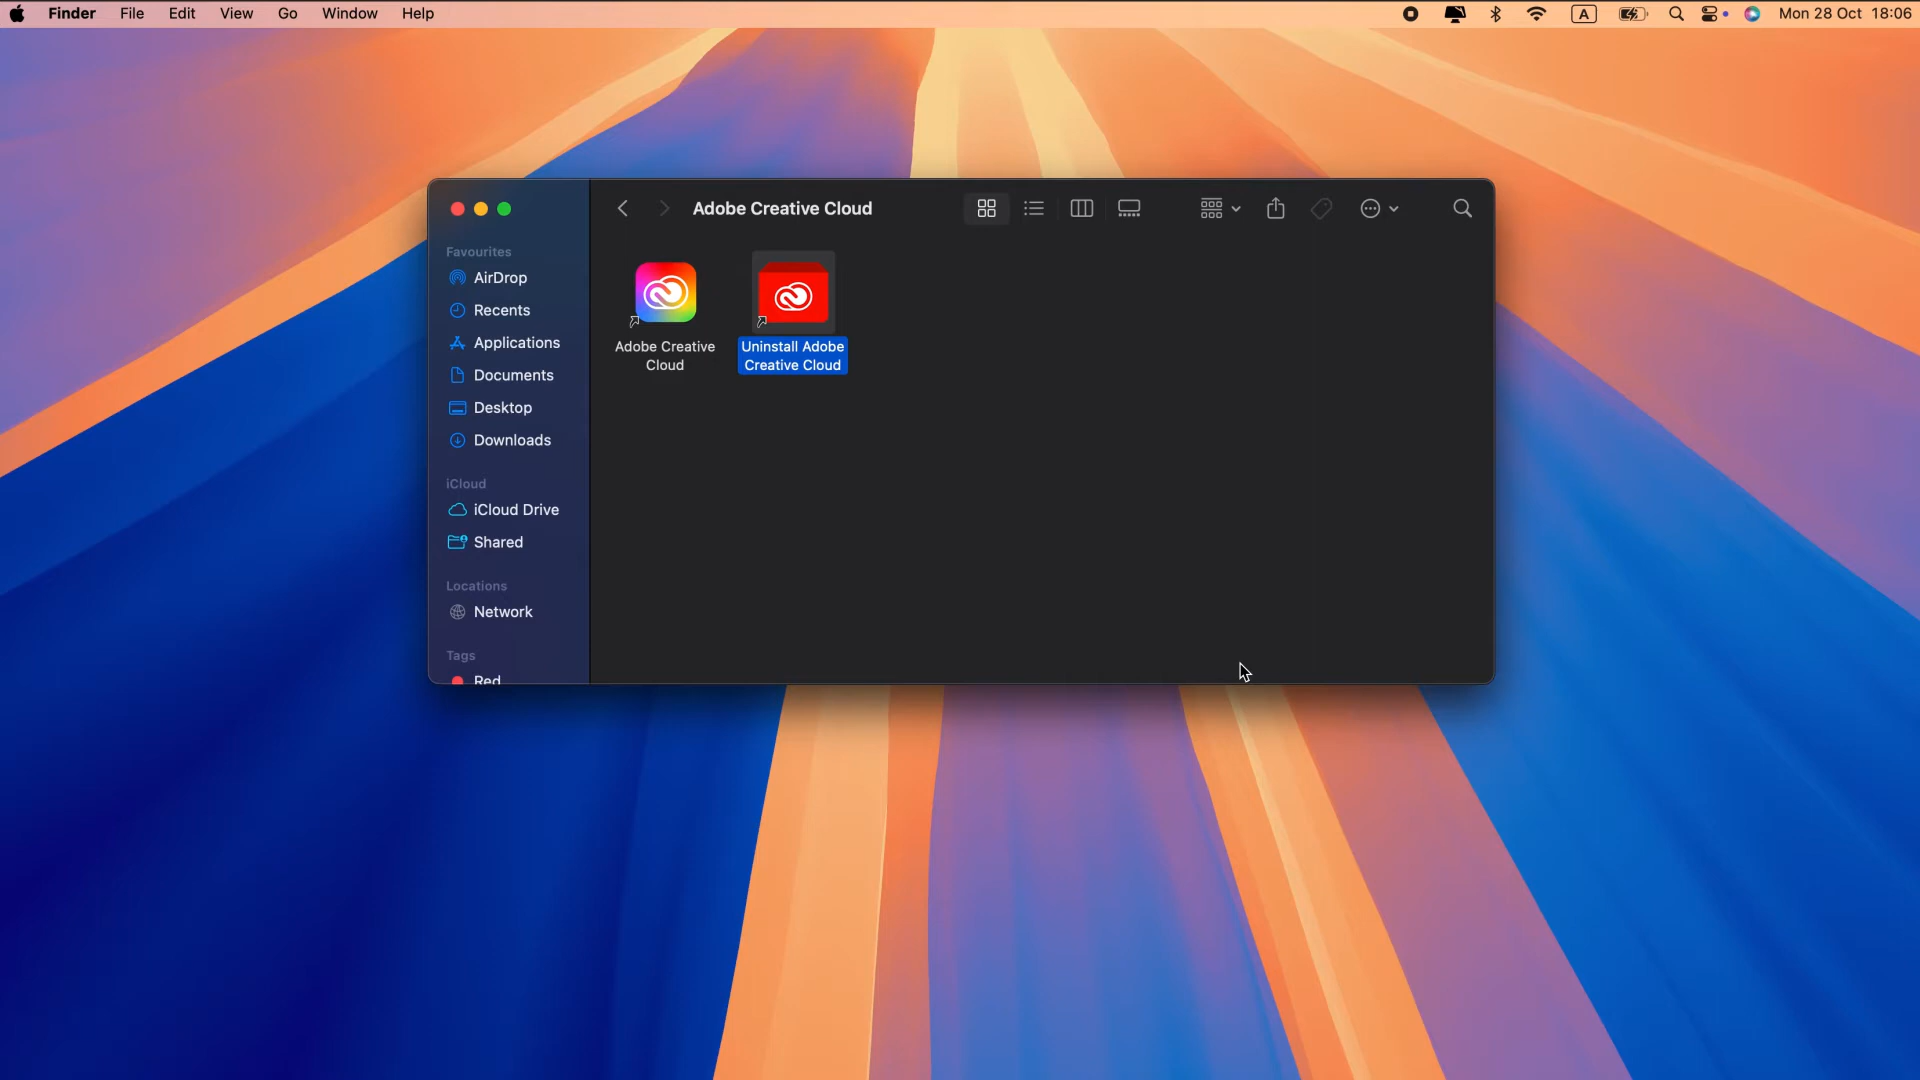 Finder File Edit View Go Window Help A Mon 28 Oct 18:06
Adobe Creative Cloud
Favourites
AirDrop
Recents
Applications
Documents
Desktop
Downloads
iCloud
iCloud Drive
Shared
Locations
Network
Tags
Red
Adobe Creative
Cloud
Uninstall Adobe
Creative Cloud